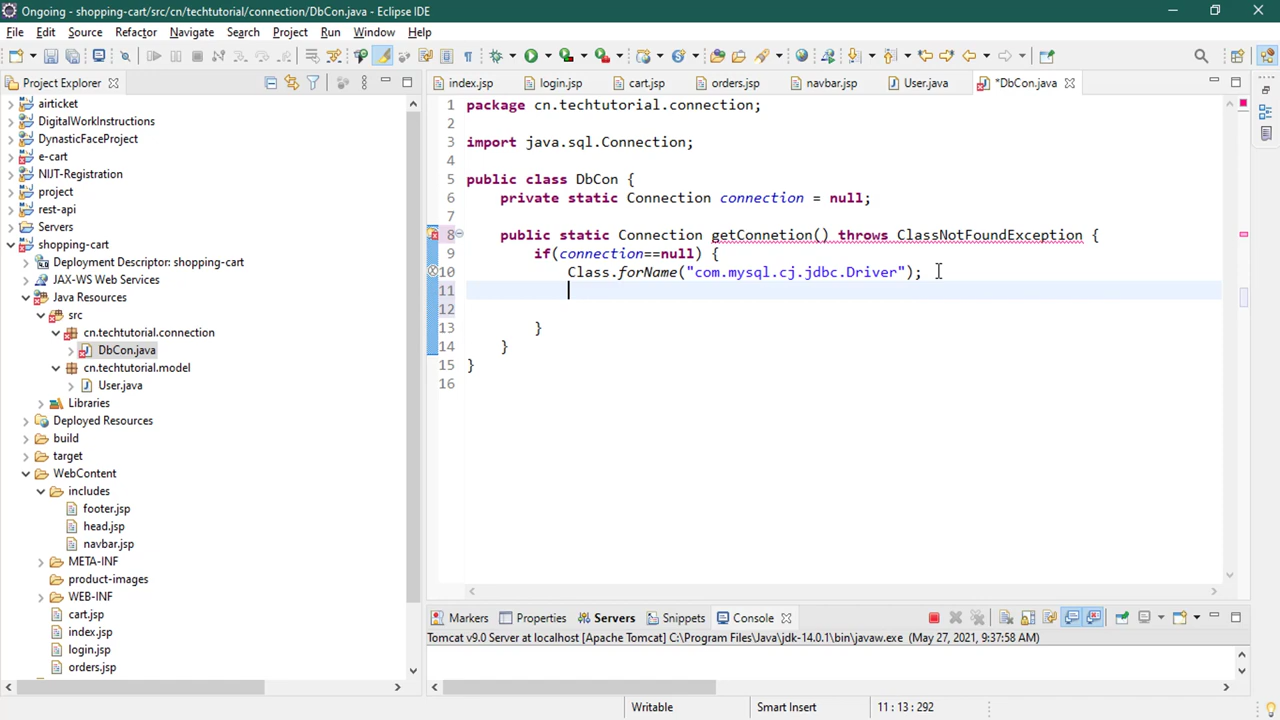 Ongoing - shopping-cart/src/cn/techtutorial/connection/DbCon.java - Eclipse IDE
File Edit Source Refactor Navigate Search Project Run Window Help
Project Explorer
index.jsp login.jsp cart.jsp orders.jsp navbar.jsp User.java *DbCon.java
airticket
DigitalWorkInstructions
DynasticFaceProject
e-cart
NIJT-Registration
project
rest-api
Servers
shopping-cart
Deployment Descriptor: shopping-cart
JAX-WS Web Services
Java Resources
src
cn.techtutorial.connection
DbCon.java
cn.techtutorial.model
User.java
Libraries
Deployed Resources
build
target
WebContent
includes
footer.jsp
head.jsp
navbar.jsp
META-INF
product-images
WEB-INF
cart.jsp
index.jsp
login.jsp
orders.jsp
1 package cn.techtutorial.connection;
2
3 import java.sql.Connection;
4
5 public class DbCon {
6 private static Connection connection = null;
7
8 public static Connection getConnetion() throws ClassNotFoundException {
9 if(connection==null) {
10 Class.forName("com.mysql.cj.jdbc.Driver");
11
12
13 }
14 }
15 }
16
Markers Properties Servers Snippets Console
Tomcat v9.0 Server at localhost [Apache Tomcat] C:\Program Files\Java\jdk-14.0.1\bin\javaw.exe (May 27, 2021, 9:37:58 AM)
Writable Smart Insert 11 : 13 : 292